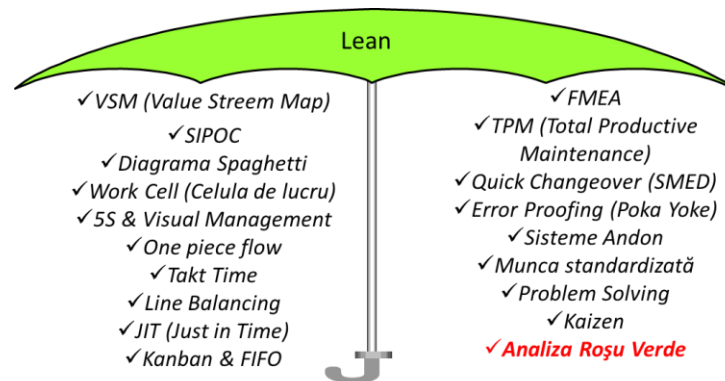 Lean
✓VSM (Value Streem Map)
✓SIPOC
✓Diagrama Spaghetti
✓Work Cell (Celula de lucru)
✓5S & Visual Management
✓One piece flow
✓Takt Time
✓Line Balancing
✓JIT (Just in Time)
✓Kanban & FIFO
✓FMEA
✓TPM (Total Productive
Maintenance)
✓Quick Changeover (SMED)
✓Error Proofing (Poka Yoke)
✓Sisteme Andon
✓Munca standardizată
✓Problem Solving
✓Kaizen
✓Analiza Roşu Verde